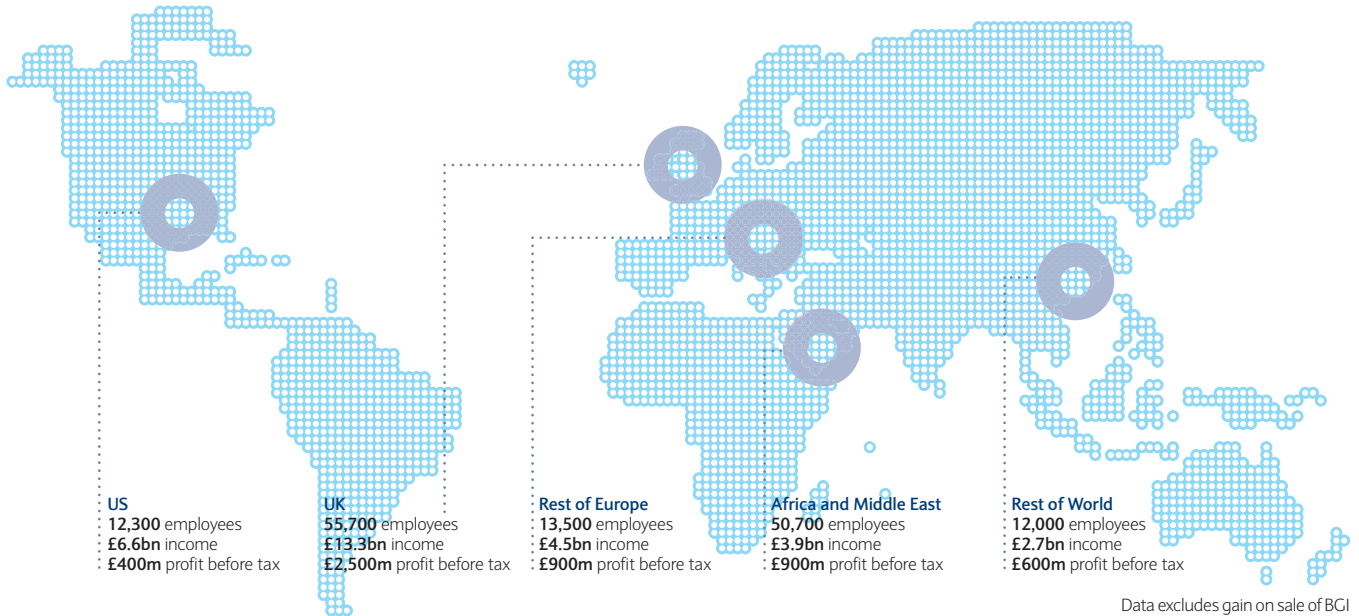 US
12,300 employees
£6.6bn income
£400m profit before tax
UK
55,700 employees
£13.3bn income
£2,500m profit before tax
Rest of Europe
13,500 employees
£4.5bn income
£900m profit before tax
Africa and Middle East
50,700 employees
£3.9bn income
£900m profit before tax
Rest of World
12,000 employees
£2.7bn income
£600m profit before tax
Data excludes gain on sale of BGI